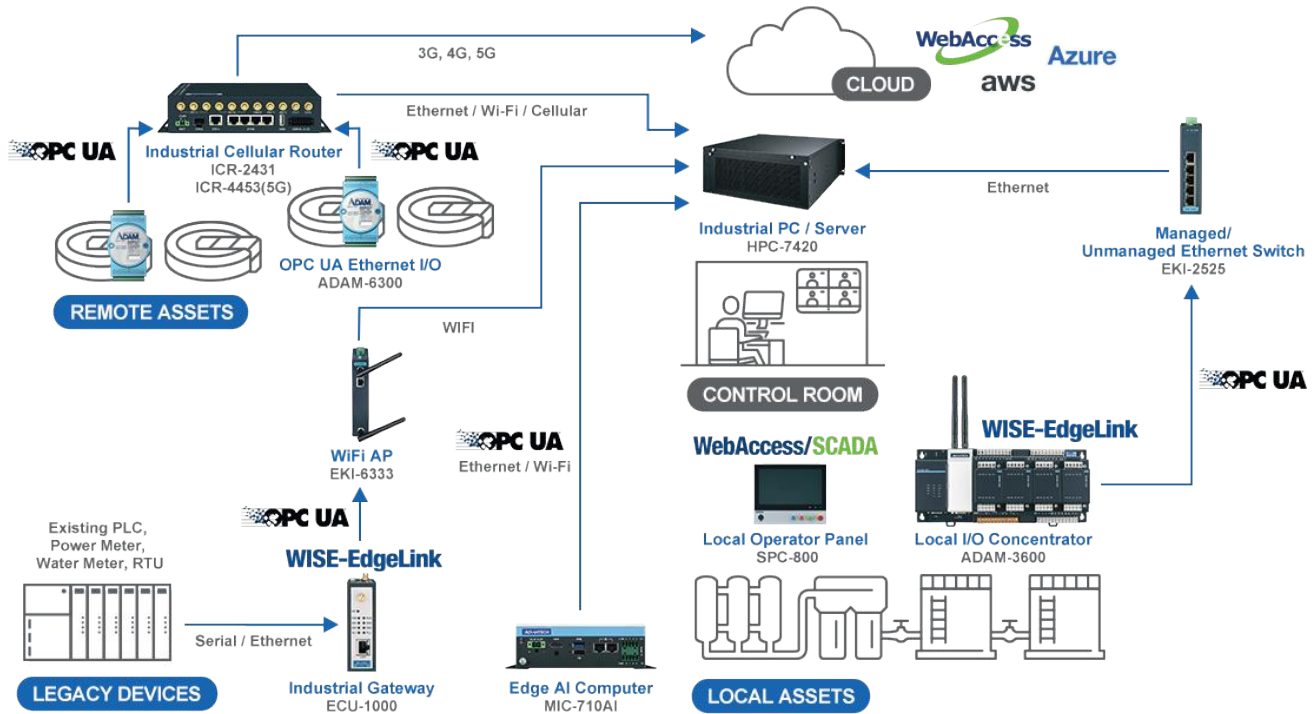 3G, 4G, 5G
WebAccess
Azure
aws
CLOUD
Ethernet / Wi-Fi / Cellular
OPC UA
OPC UA
Industrial Cellular Router
ICR-2431
ICR-4453(5G)
ADAM
ADAM
OPC UA Ethernet I/O
ADAM-6300
REMOTE ASSETS
Industrial PC / Server
HPC-7420
Ethernet
Managed/
Unmanaged Ethernet Switch
EKI-2525
WIFI
CONTROL ROOM
OPC UA
WiFi AP
EKI-6333
OPC UA
Ethernet / Wi-Fi
WebAccess/SCADA
WISE-EdgeLink
Local Operator Panel
SPC-800
Local I/O Concentrator
ADAM-3600
OPC UA
WISE-EdgeLink
Existing PLC,
Power Meter,
Water Meter, RTU
Serial / Ethernet
LEGACY DEVICES
Industrial Gateway
ECU-1000
Edge AI Computer
MIC-710AI
LOCAL ASSETS